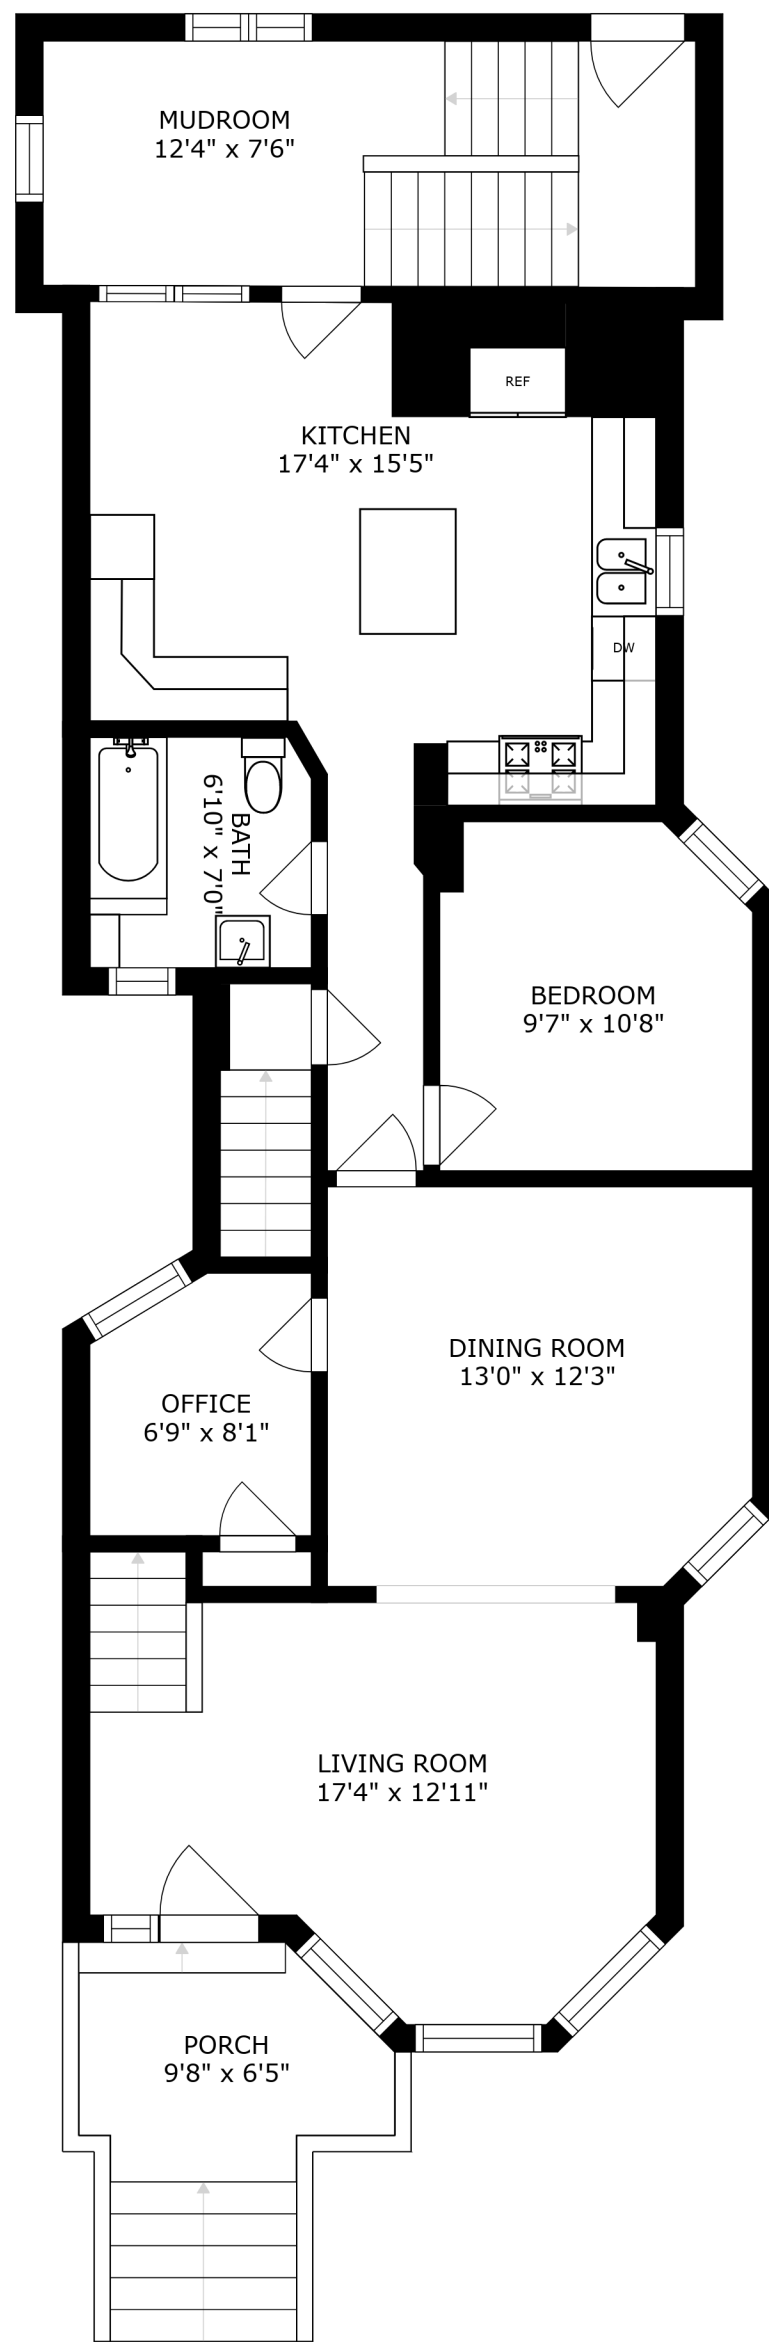 MUDROOM
12'4" x 7'6"
REF
KITCHEN
17'4" x 15'5"
DW
BATH
6'10" x 7'0"
BEDROOM
9'7" x 10'8"
DINING ROOM
13'0" x 12'3"
OFFICE
6'9" x 8'1"
LIVING ROOM
17'4" x 12'11"
PORCH
9'8" x 6'5"